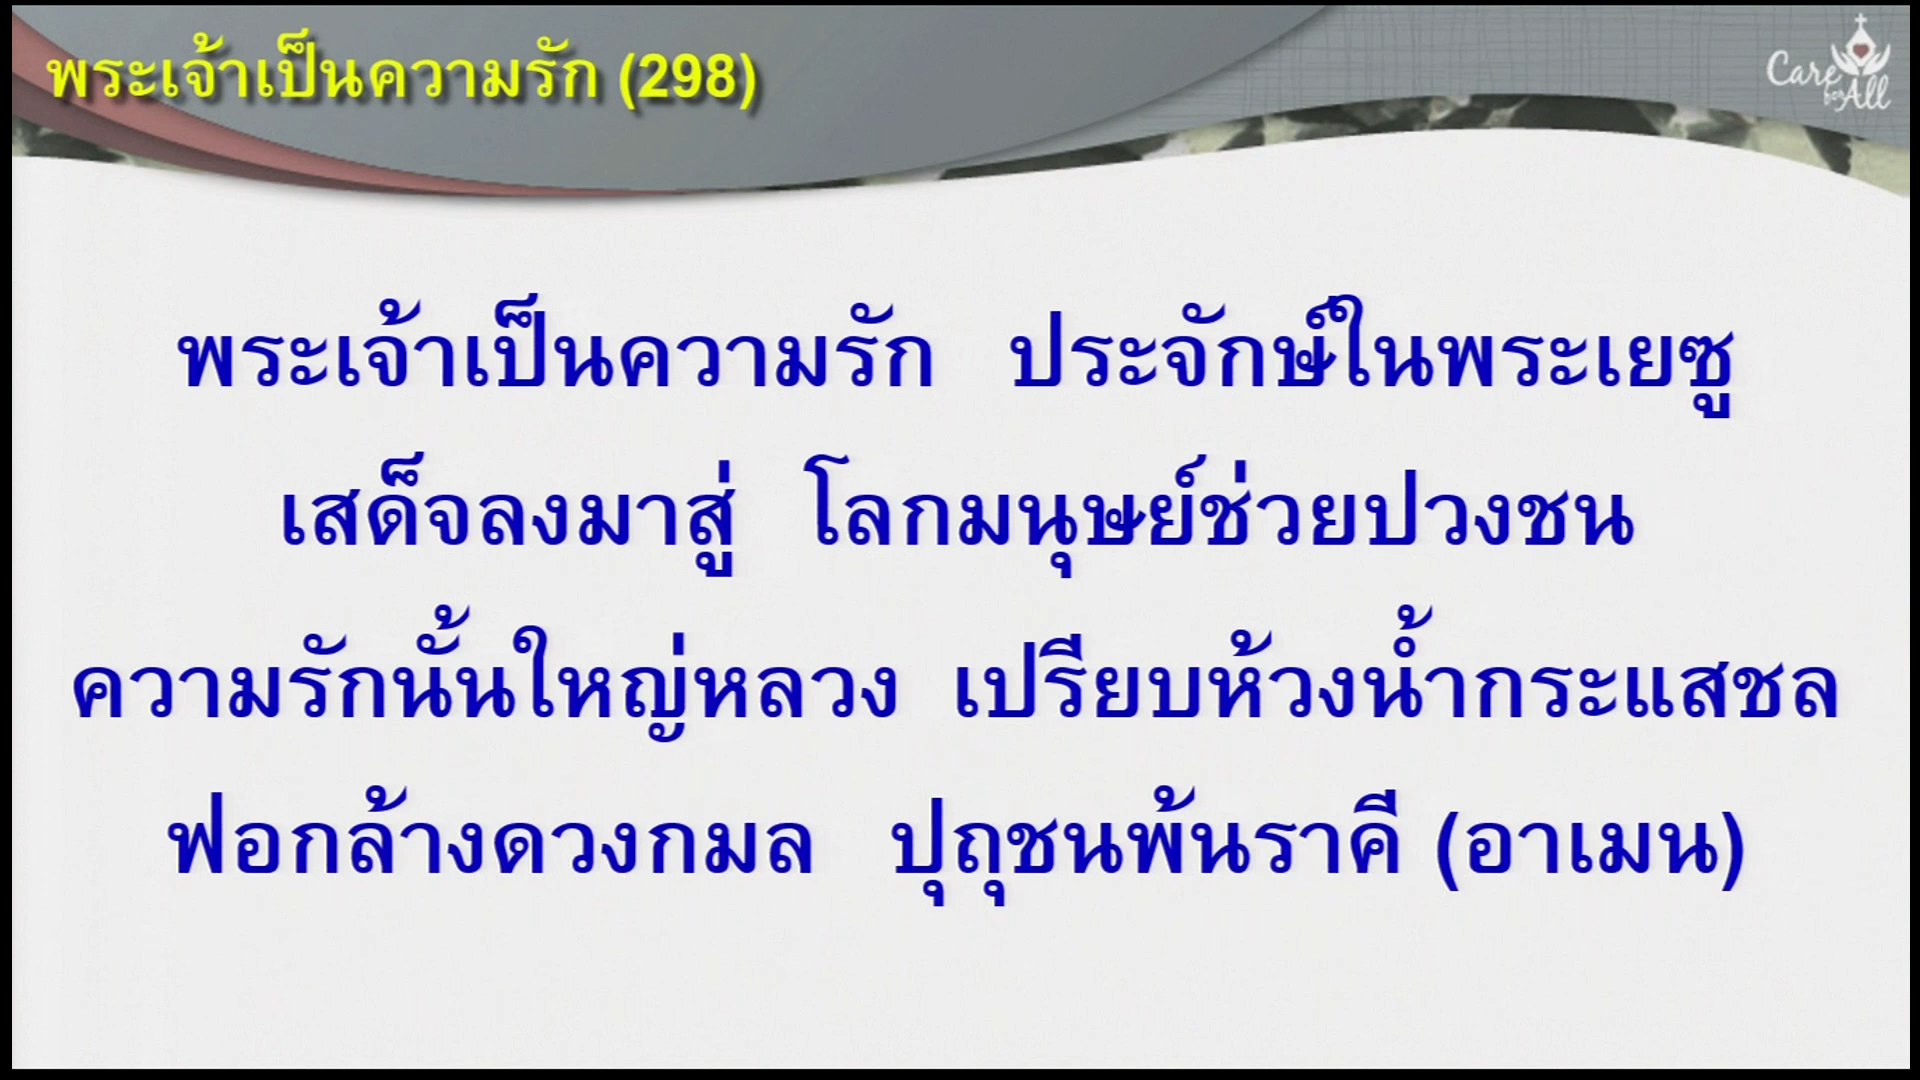 พระเจ้าเป็นความรัก (298)
Care for All
พระเจ้าเป็นความรัก ประจักษ์ในพระเยซู
เสด็จลงมาสู่ โลกมนุษย์ช่วยปวงชน
ความรักนั้นใหญ่หลวง เปรียบห้วงน้ำกระแสชล
ฟอกล้างดวงกมล ปุถุชนพ้นราคี (อาเมน)